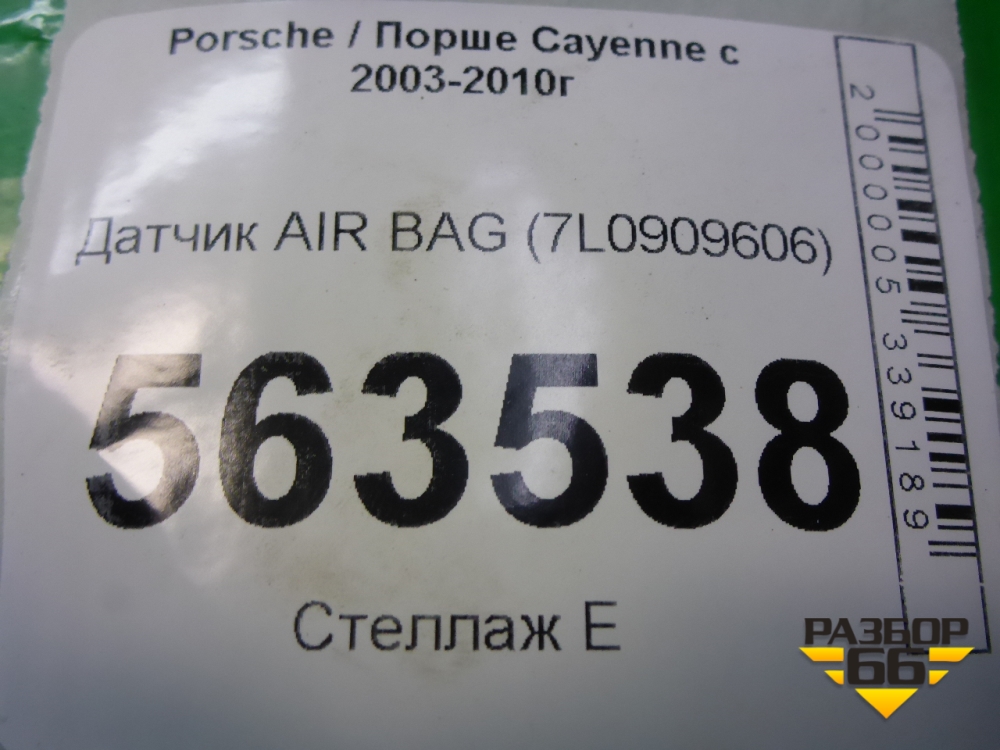 Porsche / Порше Cayenne с
2003-2010г
Датчик AIR BAG (7L0909606)
563538
Стеллаж Е
2000005339189
РАЗБОР
66